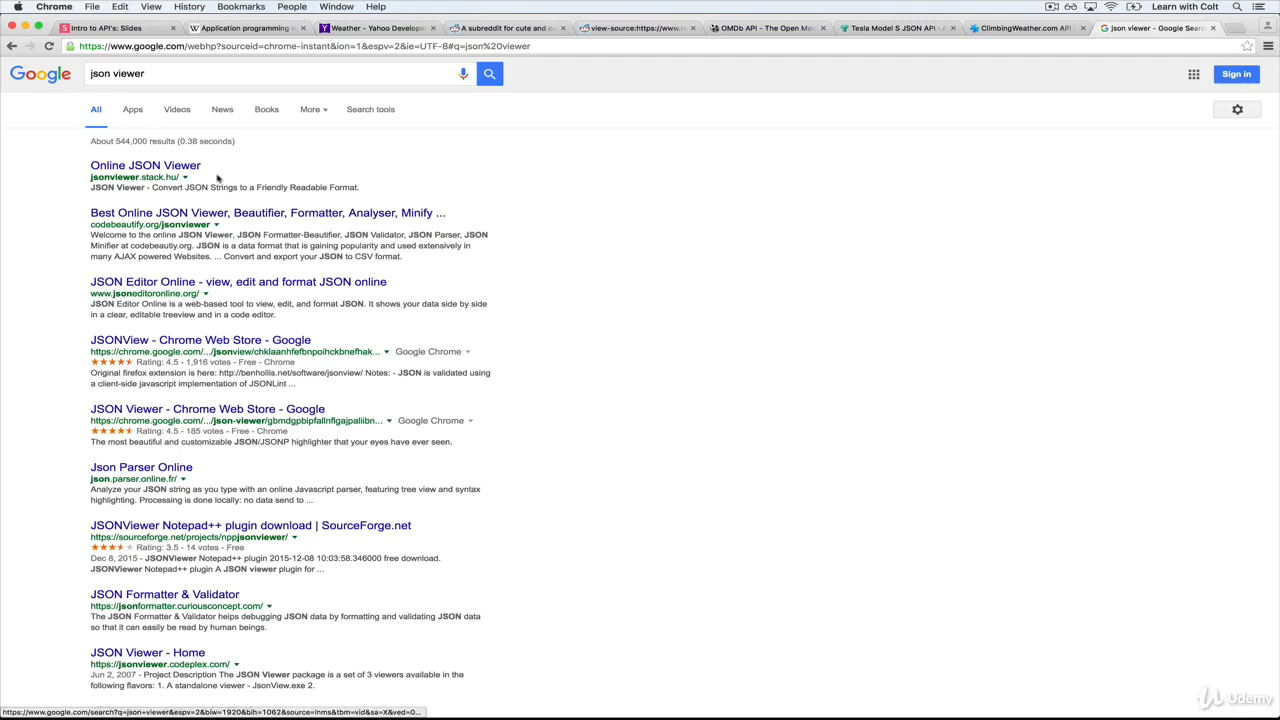 Chrome File Edit View History Bookmarks People Window Help Learn with Colt
Intro to API's: Slides Application programming i Weather - Yahoo Develope A subreddit for cute and cu view-source:https://www.r OMDb API - The Open Mov Tesla Model S JSON API · A ClimbingWeather.com API json viewer - Google Searc
https://www.google.com/webhp?sourceid=chrome-instant&ion=1&espv=2&ie=UTF-8#q=json%20viewer
Google json viewer Sign in
All Apps Videos News Books More Search tools
About 544,000 results (0.38 seconds)
Online JSON Viewer
jsonviewer.stack.hu/
JSON Viewer - Convert JSON Strings to a Friendly Readable Format.
Best Online JSON Viewer, Beautifier, Formatter, Analyser, Minify ...
codebeautify.org/jsonviewer
Welcome to the online JSON Viewer, JSON Formatter-Beautifier, JSON Validator, JSON Parser, JSON
Minifier at codebeautiy.org. JSON is a data format that is gaining popularity and used extensively in
many AJAX powered Websites. ... Convert and export your JSON to CSV format.
JSON Editor Online - view, edit and format JSON online
www.jsoneditoronline.org/
JSON Editor Online is a web-based tool to view, edit, and format JSON. It shows your data side by side
in a clear, editable treeview and in a code editor.
JSONView - Chrome Web Store - Google
https://chrome.google.com/.../jsonview/chklaanhfefbnpoihckbnefhak... Google Chrome
Rating: 4.5 - 1,916 votes - Free - Chrome
Original firefox extension is here: http://benhollis.net/software/jsonview/ Notes: - JSON is validated using
a client-side javascript implementation of JSONLint ...
JSON Viewer - Chrome Web Store - Google
https://chrome.google.com/.../json-viewer/gbmdgpbipfallnflgajpaliibn... Google Chrome
Rating: 4.5 - 185 votes - Free - Chrome
The most beautiful and customizable JSON/JSONP highlighter that your eyes have ever seen.
Json Parser Online
json.parser.online.fr/
Analyze your JSON string as you type with an online Javascript parser, featuring tree view and syntax
highlighting. Processing is done locally: no data send to ...
JSONViewer Notepad++ plugin download | SourceForge.net
https://sourceforge.net/projects/nppjsonviewer/
Rating: 3.5 - 14 votes - Free
Dec 8, 2015 - JSONViewer Notepad++ plugin 2015-12-08 10:03:58.346000 free download.
JSONViewer Notepad++ plugin A JSON viewer plugin for ...
JSON Formatter & Validator
https://jsonformatter.curiousconcept.com/
The JSON Formatter & Validator helps debugging JSON data by formatting and validating JSON data
so that it can easily be read by human beings.
JSON Viewer - Home
https://jsonviewer.codeplex.com/
Jun 2, 2007 - Project Description The JSON Viewer package is a set of 3 viewers available in the
following flavors: 1. A standalone viewer - JsonView.exe 2.
https://www.google.com/search?q=json+viewer&espv=2&biw=1920&bih=1062&source=lnms&tbm=vid&sa=X&ved=0...
Udemy